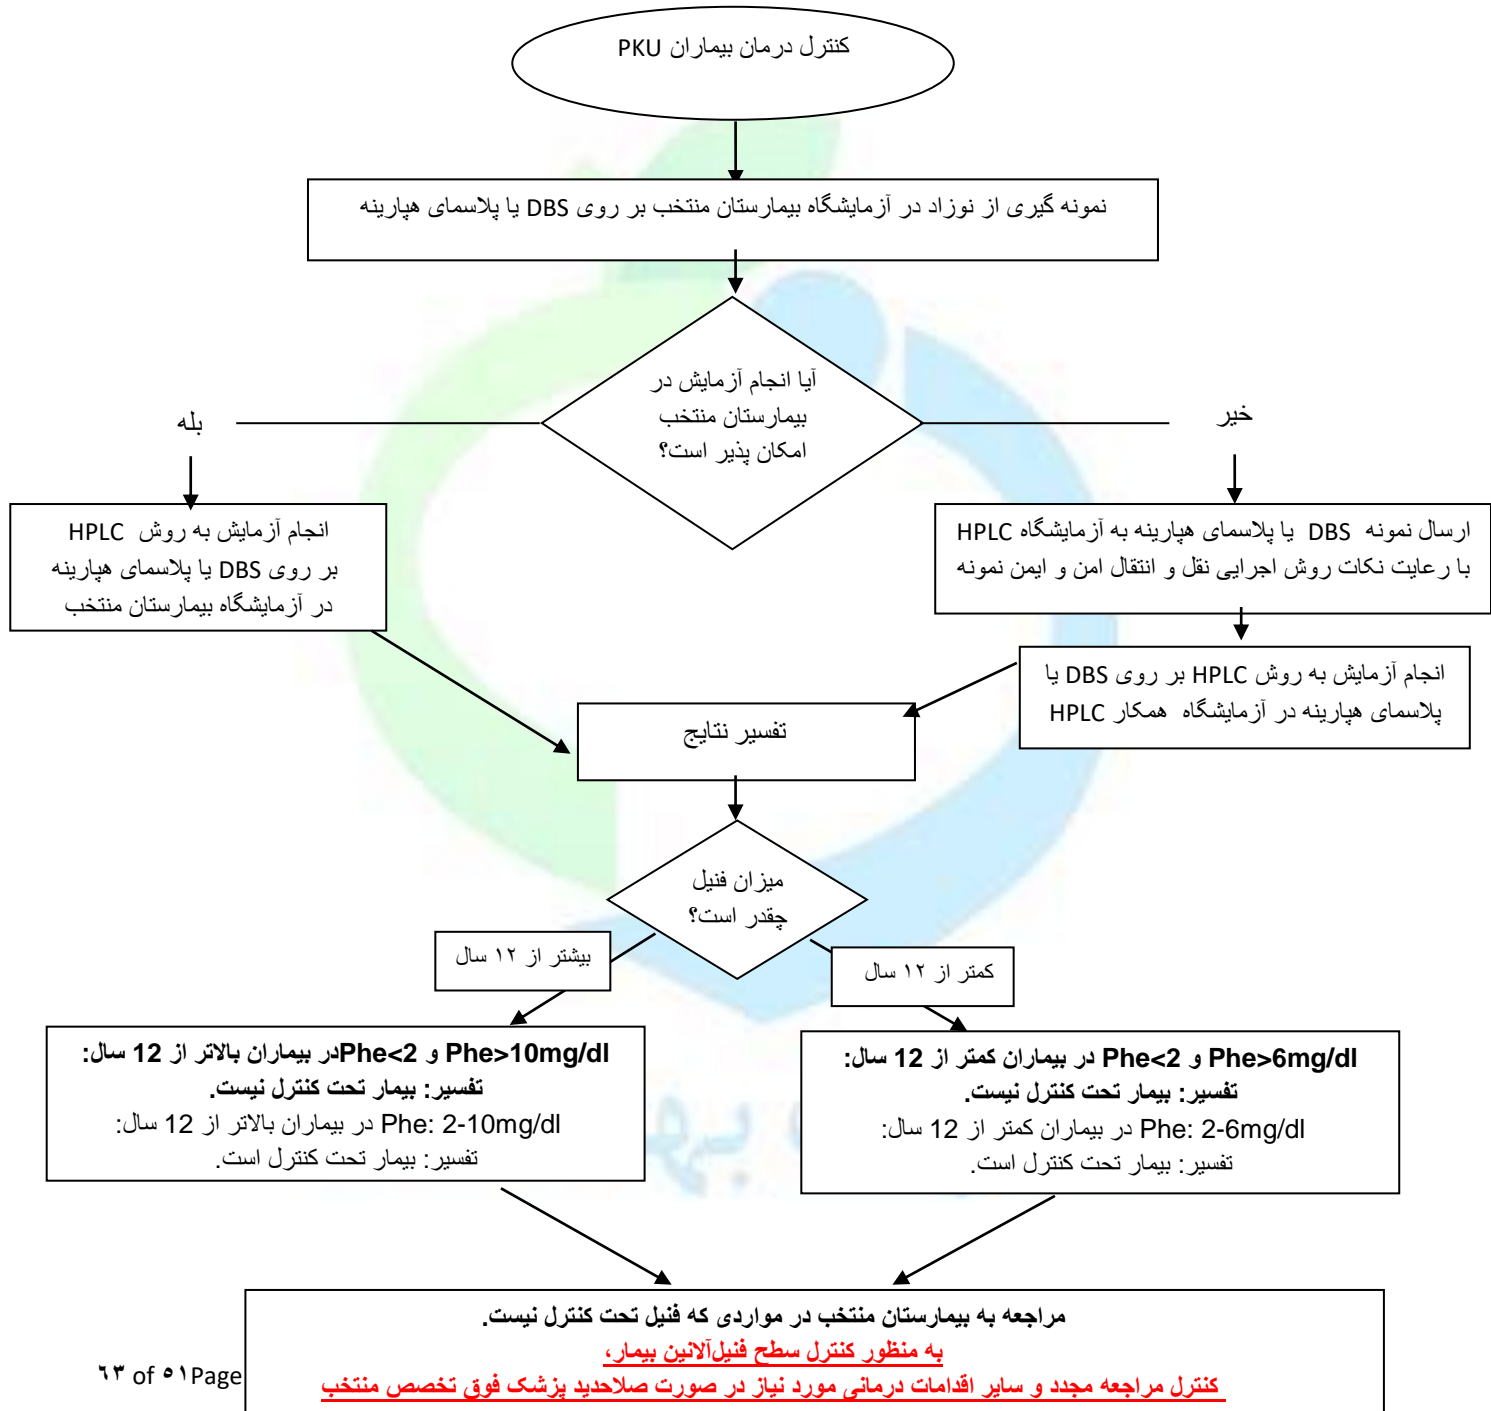 کنترل درمان بیماران PKU
نمونه گیری از نوزاد در آزمایشگاه بیمارستان منتخب بر روی DBS یا پلاسمای هپارینه
آیا انجام آزمایش در
بیمارستان منتخب
امکان پذیر است؟
خیر
بله
ارسال نمونه DBS یا پلاسمای هپارینه به آزمایشگاه HPLC
با رعایت نکات روش اجرایی نقل و انتقال امن و ایمن نمونه
انجام آزمایش به روش HPLC
بر روی DBS یا پلاسمای هپارینه
در آزمایشگاه بیمارستان منتخب
انجام آزمایش به روش HPLC بر روی DBS یا
پلاسمای هپارینه در آزمایشگاه همکار HPLC
تفسیر نتایج
میزان فنیل
چقدر است؟
کمتر از ۱۲ سال
بیشتر از ۱۲ سال
Phe>6mg/dl و Phe<2 در بیماران کمتر از 12 سال:
تفسیر: بیمار تحت کنترل نیست.
Phe: 2-6mg/dl در بیماران کمتر از 12 سال:
تفسیر: بیمار تحت کنترل است.
Phe>10mg/dl و Phe<2در بیماران بالاتر از 12 سال:
تفسیر: بیمار تحت کنترل نیست.
Phe: 2-10mg/dl در بیماران بالاتر از 12 سال:
تفسیر: بیمار تحت کنترل است.
مراجعه به بیمارستان منتخب در مواردی که فنیل تحت کنترل نیست.
به منظور کنترل سطح فنیل‌آلانین بیمار،
کنترل مراجعه مجدد و سایر اقدامات درمانی مورد نیاز در صورت صلاحدید پزشک فوق تخصص منتخب
٦٣ of ٥١Page